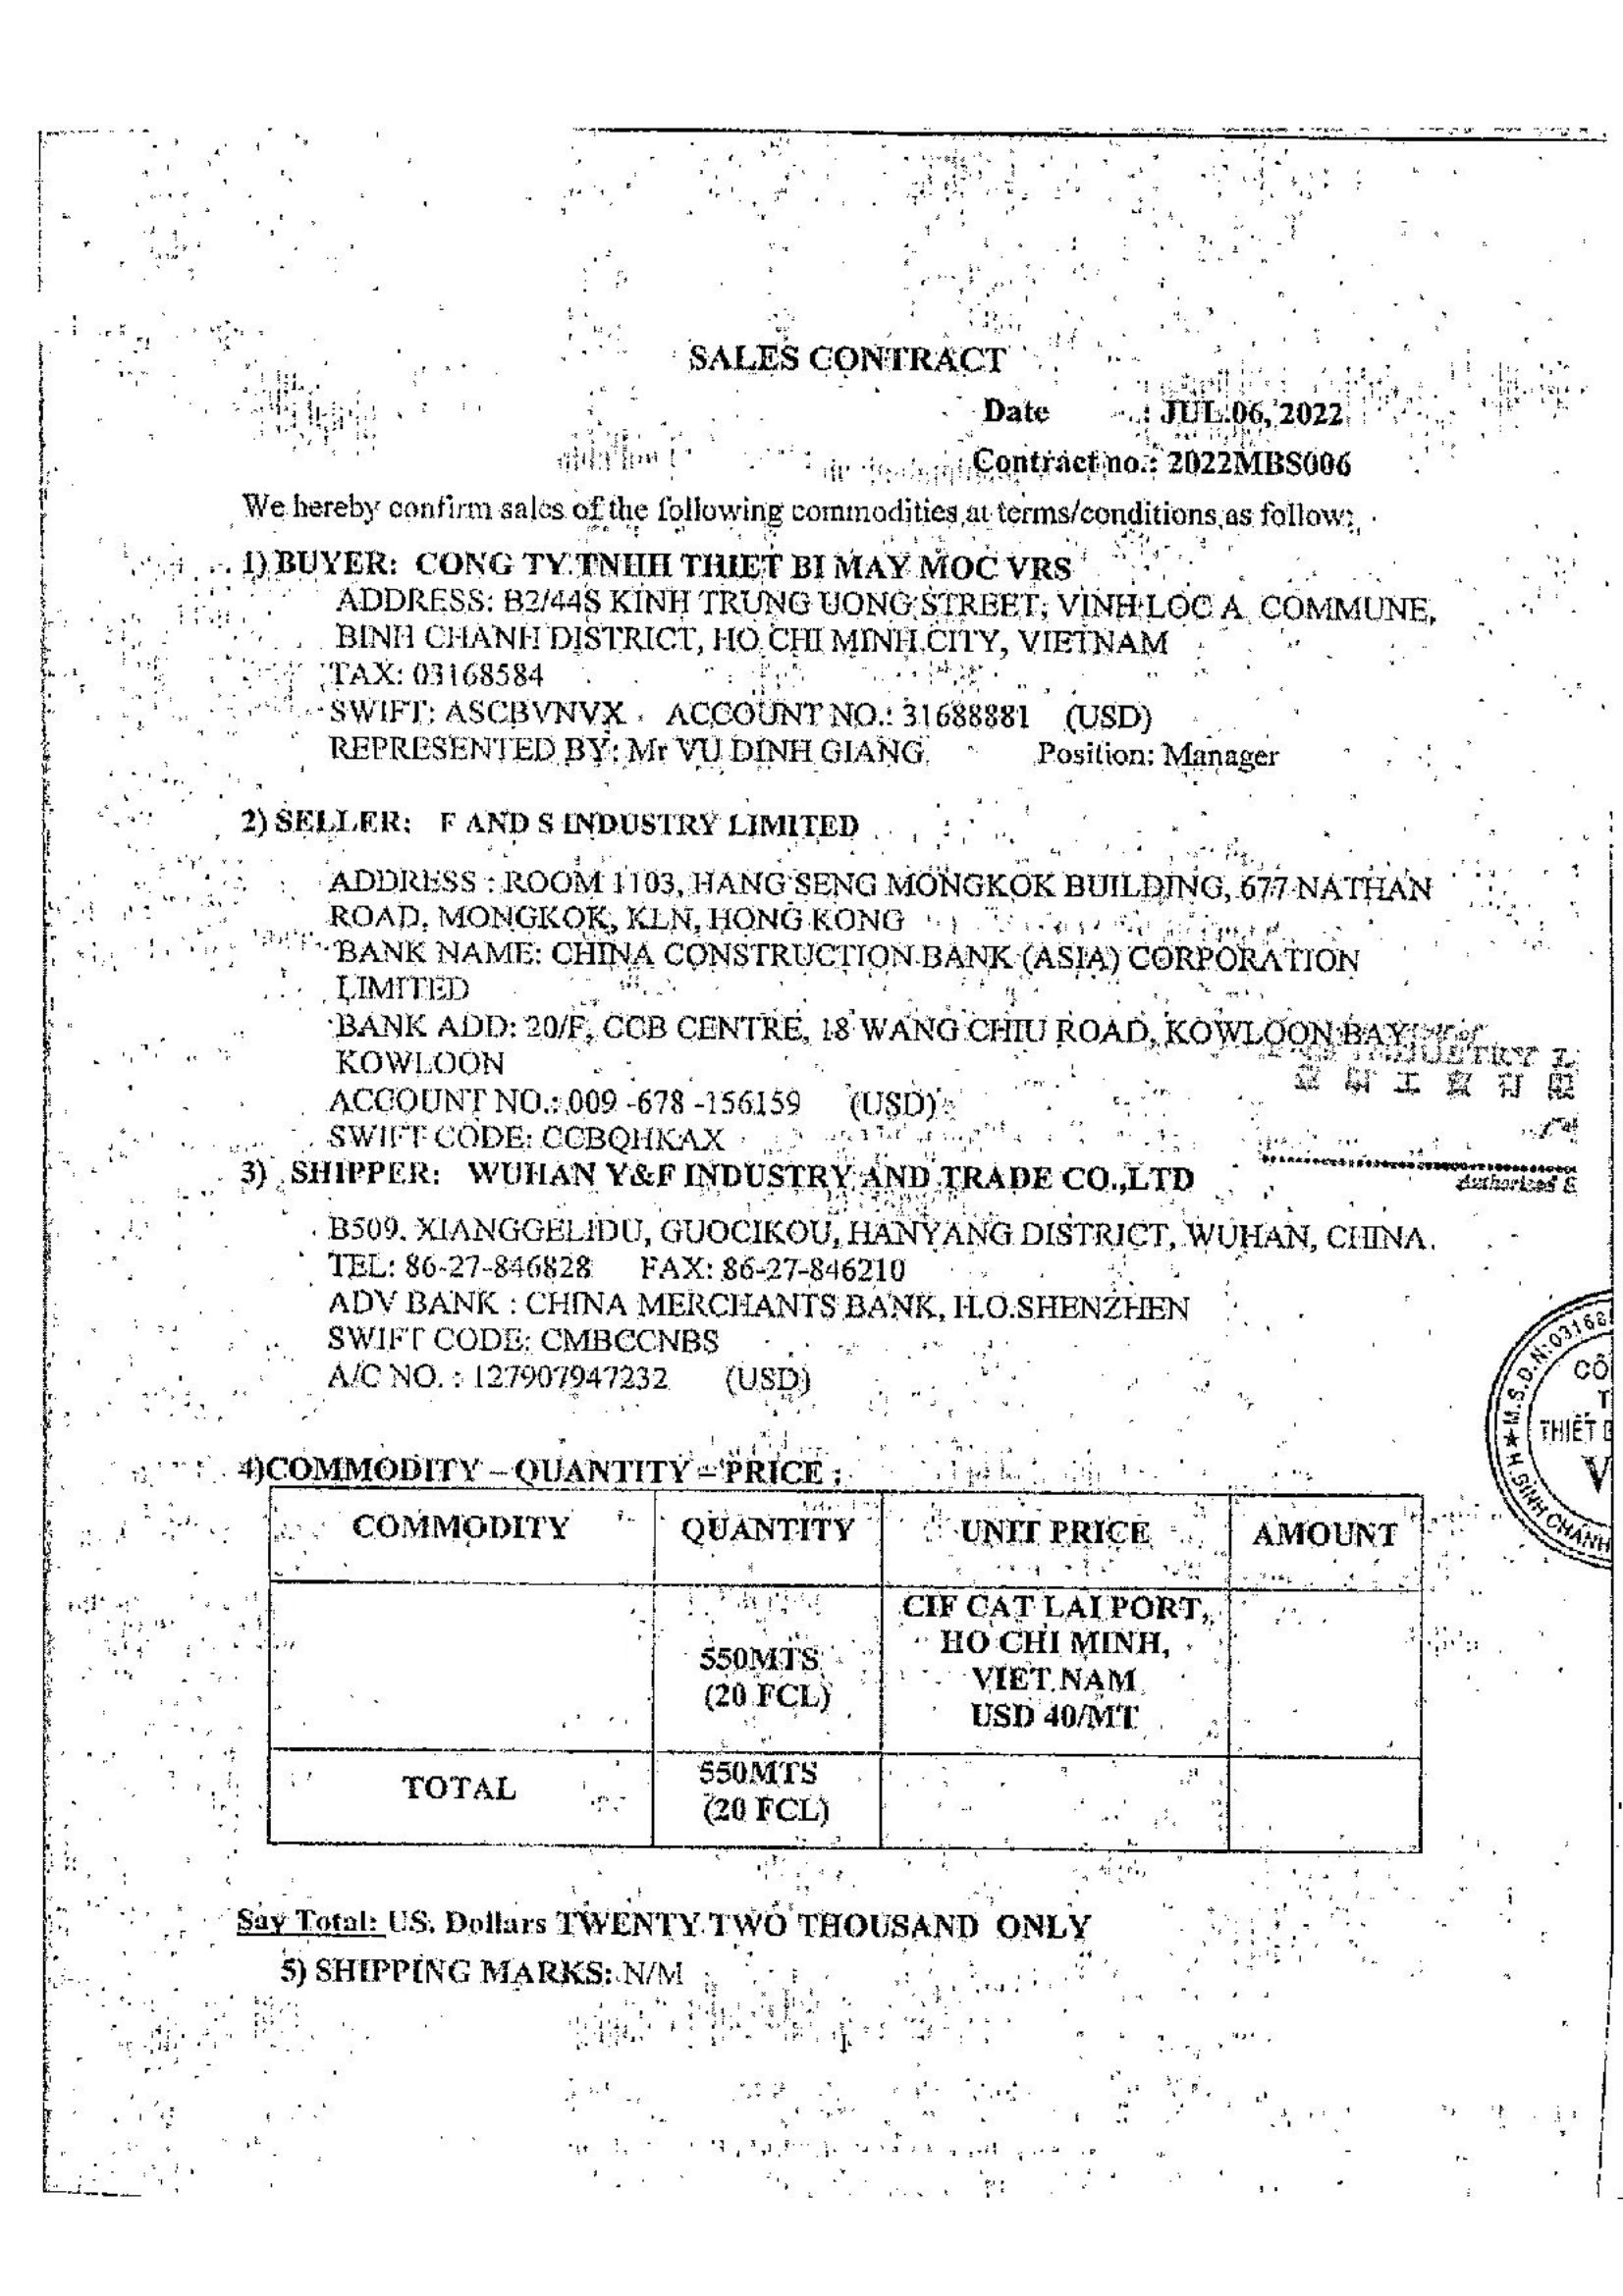 SALES CONTRACT
Date : JUL.06, 2022
Contract no.: 2022MBS006
We hereby confirm sales of the following commodities at terms/conditions as follow:
1) BUYER: CONG TY TNHH THIET BI MAY MOC VRS
ADDRESS: B2/44S KINH TRUNG UONG STREET, VINH LOC A COMMUNE,
BINH CHANH DISTRICT, HO CHI MINH CITY, VIETNAM
TAX: 03168584
SWIFT: ASCBVNVX ACCOUNT NO.: 31688881 (USD)
REPRESENTED BY: Mr VU DINH GIANG Position: Manager
2) SELLER: F AND S INDUSTRY LIMITED
ADDRESS : ROOM 1103, HANG SENG MONGKOK BUILDING, 677 NATHAN
ROAD, MONGKOK, KLN, HONG KONG
BANK NAME: CHINA CONSTRUCTION BANK (ASIA) CORPORATION
LIMITED
BANK ADD: 20/F, CCB CENTRE, 18 WANG CHIU ROAD, KOWLOON BAY
KOWLOON
INDUSTRY L
ACCOUNT NO.: 009 -678 -156159 (USD)
SWIFT CODE: CCBQHKAX
Authorized S
3) SHIPPER: WUHAN Y&F INDUSTRY AND TRADE CO.,LTD
B509. XIANGGELIDU, GUOCIKOU, HANYANG DISTRICT, WUHAN, CHINA.
TEL: 86-27-846828 FAX: 86-27-846210
ADV BANK : CHINA MERCHANTS BANK, H.O.SHENZHEN
SWIFT CODE: CMBCCNBS
A/C NO. : 127907947232 (USD)
M.S.D.N:03168
CÔ
T
THIẾT B
V
H BÌNH CHÁNH
4)COMMODITY – QUANTITY – PRICE :
COMMODITY QUANTITY UNIT PRICE AMOUNT
CIF CAT LAI PORT,
HO CHI MINH,
VIET NAM
USD 40/MT
550MTS
(20 FCL)
TOTAL
550MTS
(20 FCL)
Say Total: US. Dollars TWENTY TWO THOUSAND ONLY
5) SHIPPING MARKS: N/M